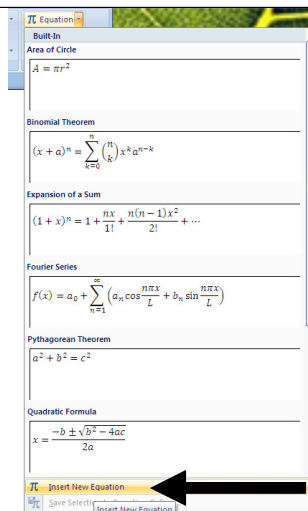 π Equation
Built-In
Area of Circle
A = πr²
Binomial Theorem
(x + a)ⁿ = ∑ₖ₌₀ⁿ (n k) xᵏaⁿ⁻ᵏ
Expansion of a Sum
(1 + x)ⁿ = 1 + nx/1! + n(n − 1)x²/2! + ⋯
Fourier Series
f(x) = a₀ + ∑ₙ₌₁^∞ (aₙ cos nπx/L + bₙ sin nπx/L)
Pythagorean Theorem
a² + b² = c²
Quadratic Formula
x = −b ± √b² − 4ac / 2a
π Insert New Equation
Save Selection
Insert New Equation